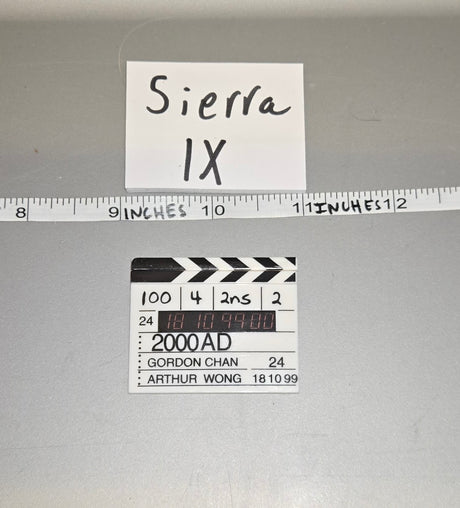 Sierra
IX
8 9 INCHES 10 11 INCHES 12
100 4 2ns 2
24 18 10 99 00
2000AD
GORDON CHAN 24
ARTHUR WONG 18 10 99